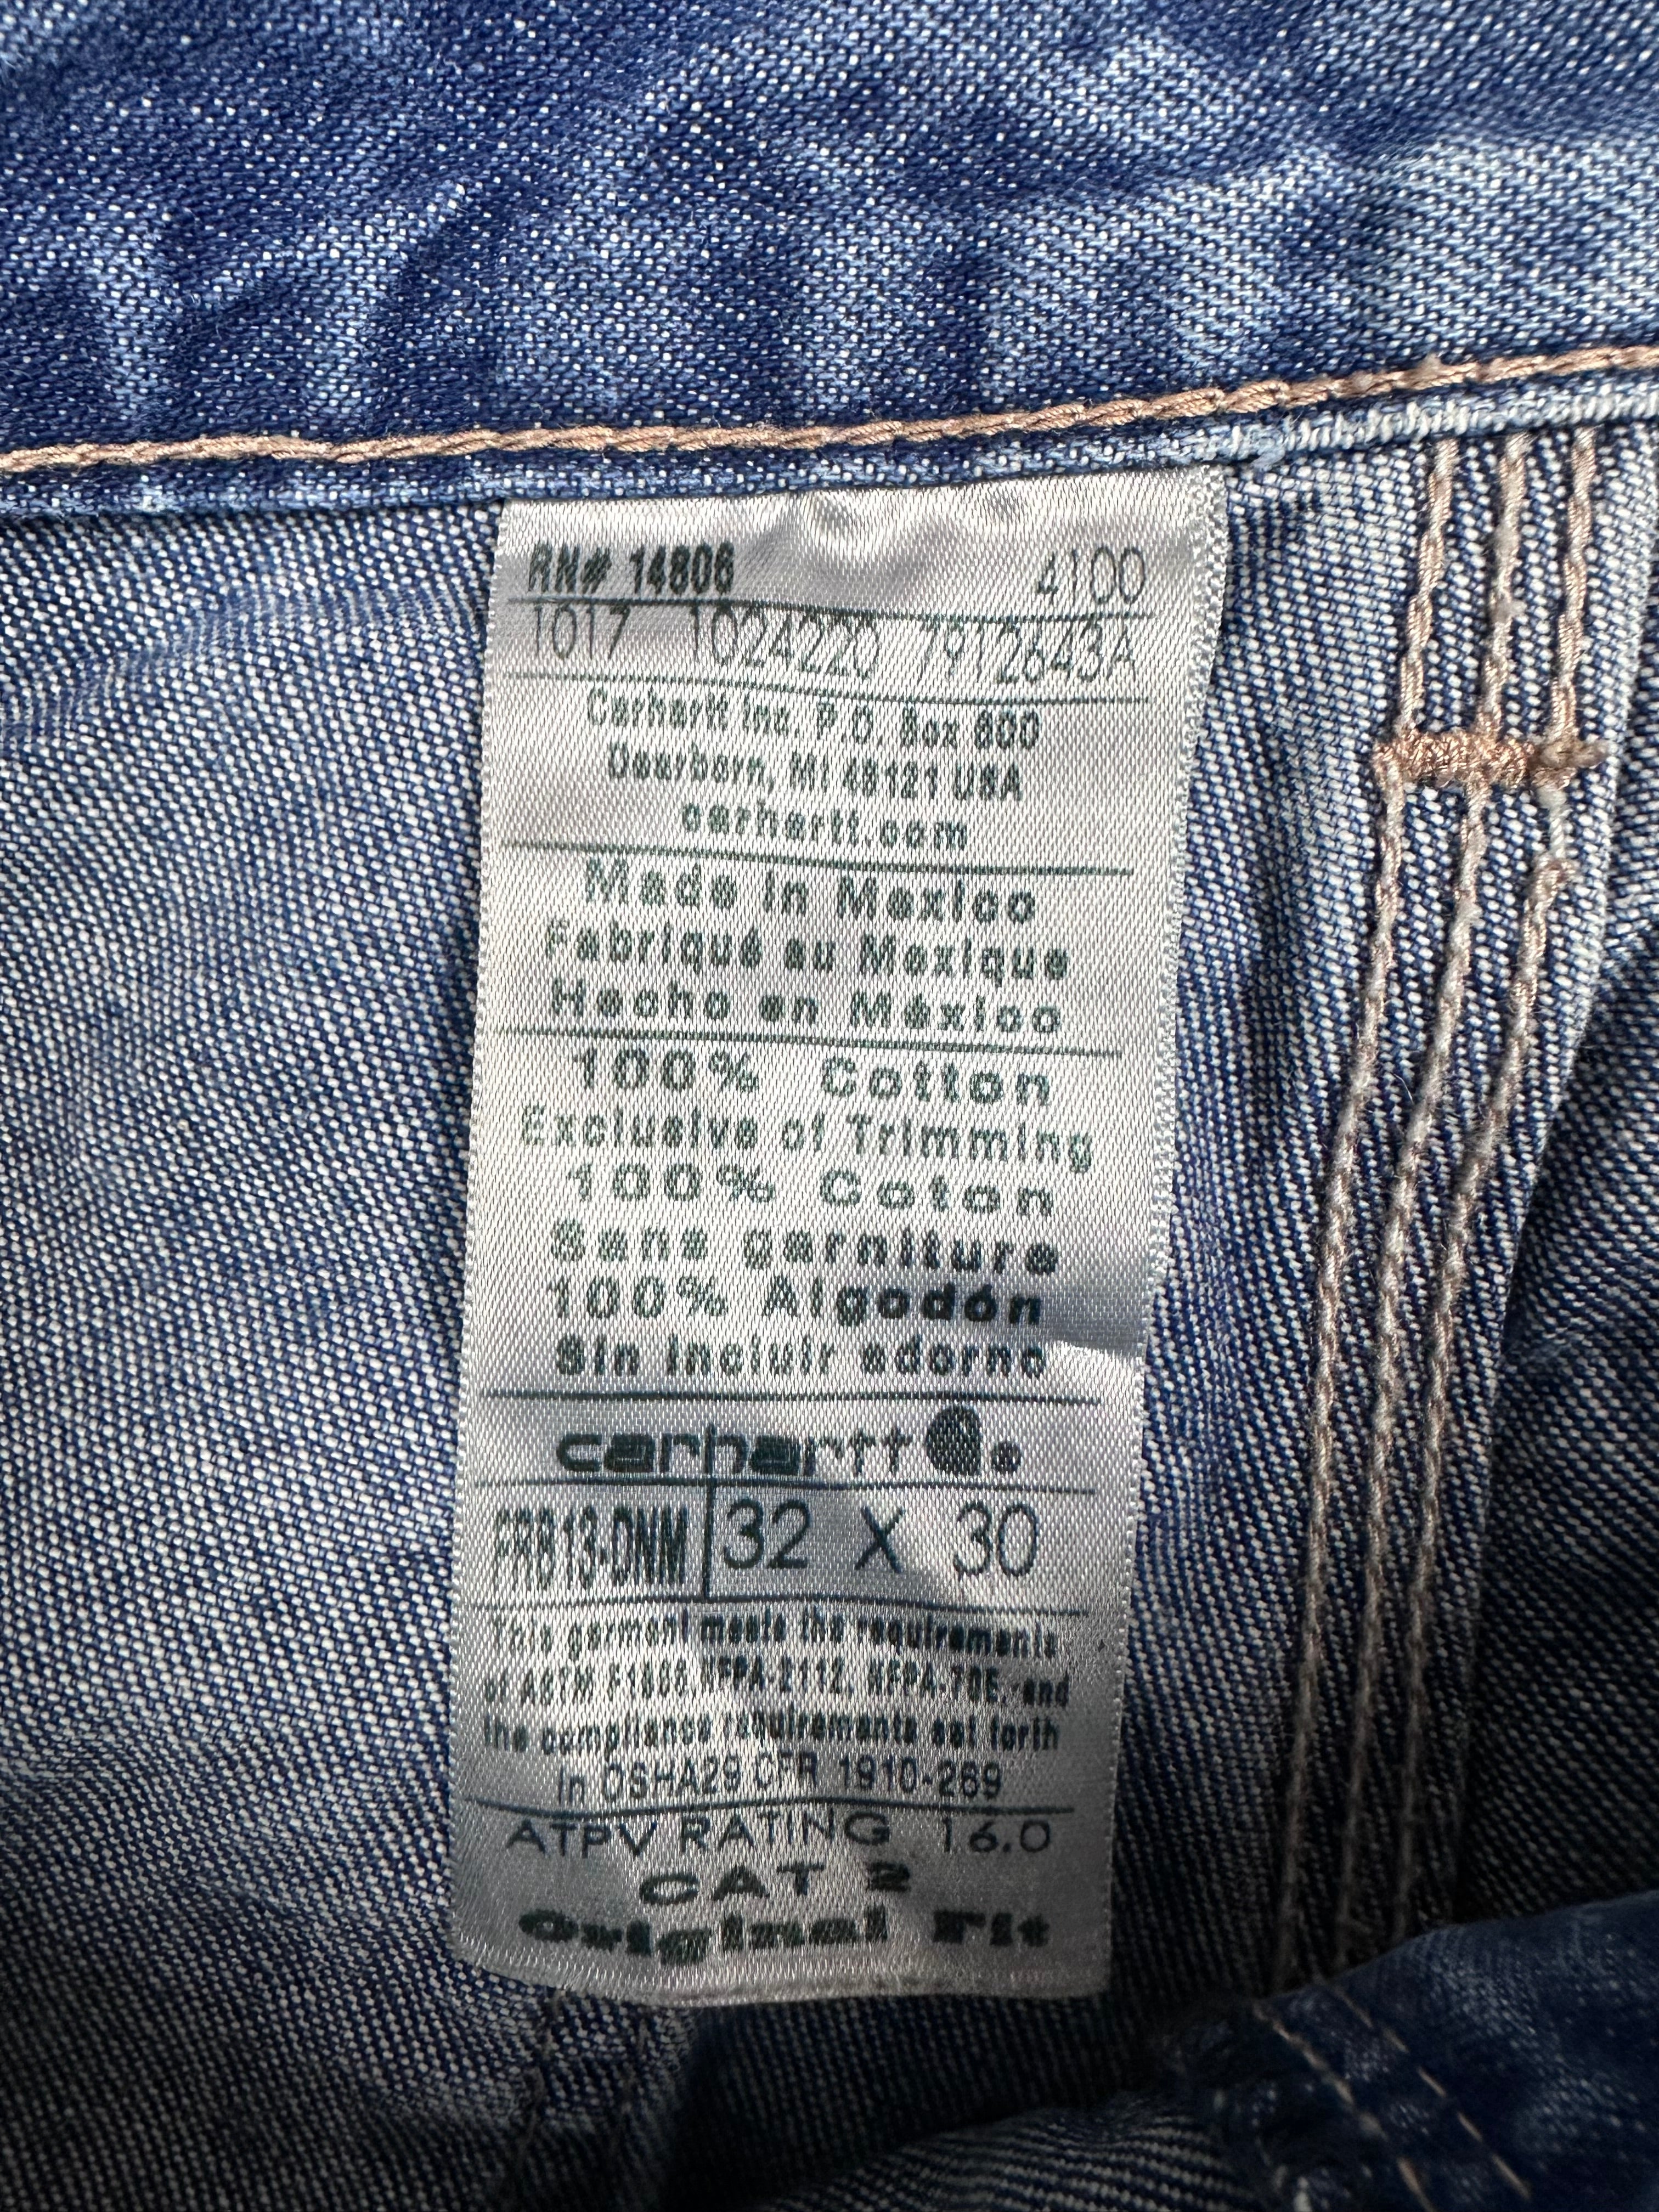 RN# 14806 4100
1017 1024220 7912643A
Carhartt Inc. P.O. Box 600
Dearborn, MI 48121 USA
carhartt.com
Made in Mexico
Fabriqué au Mexique
Hecho en México
100% Cotton
Exclusive of Trimming
100% Coton
Sans garniture
100% Algodón
Sin incluir adorno
carhartt
FRB13-DNM 32 X 30
This garment meets the requirements
of ASTM NFPA-2112, NFPA-70E, and
the compliance requirements set forth
in OSHA29 CFR 1910-269
ATPV RATING 16.0
CAT 2
Original Fit